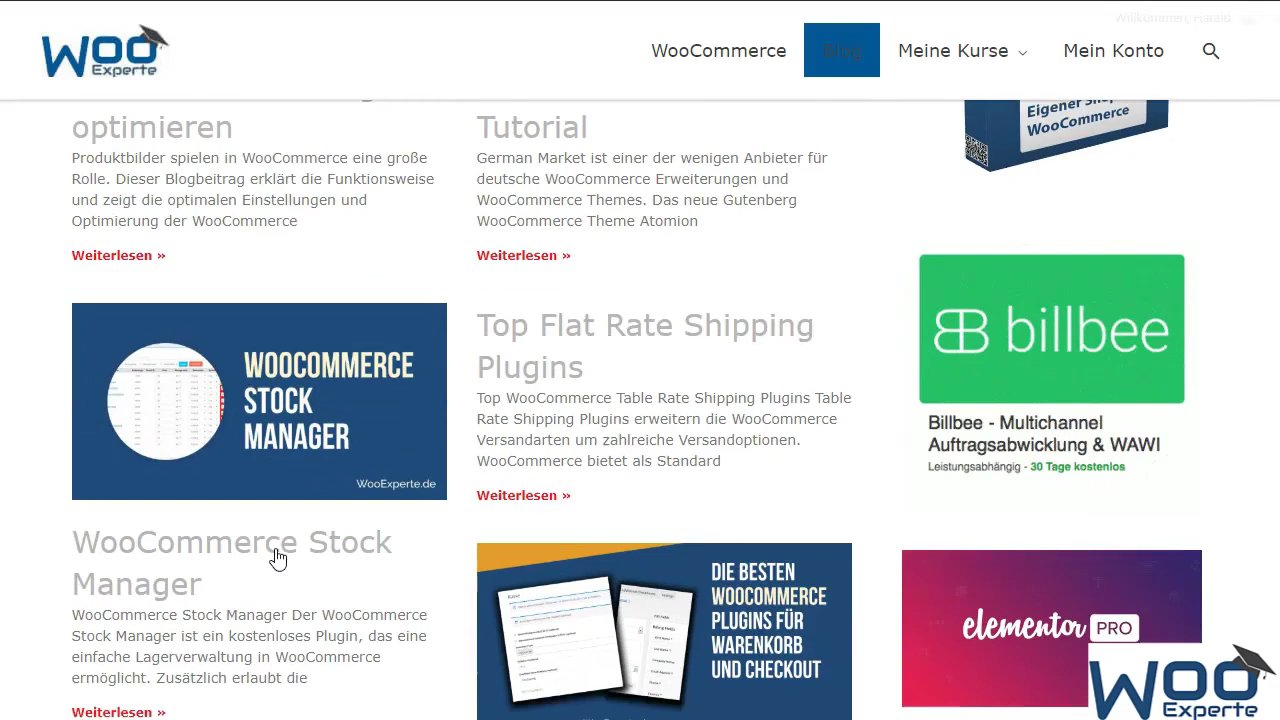 Willkommen, Harald
WOO
Experte
WooCommerce
Blog
Meine Kurse
Mein Konto
optimieren
Produktbilder spielen in WooCommerce eine große
Rolle. Dieser Blogbeitrag erklärt die Funktionsweise
und zeigt die optimalen Einstellungen und
Optimierung der WooCommerce
Weiterlesen »
Tutorial
German Market ist einer der wenigen Anbieter für
deutsche WooCommerce Erweiterungen und
WooCommerce Themes. Das neue Gutenberg
WooCommerce Theme Atomion
Weiterlesen »
Eigener Shop
WooCommerce
WOOCOMMERCE
STOCK
MANAGER
WooExperte.de
WooCommerce Stock
Manager
WooCommerce Stock Manager Der WooCommerce
Stock Manager ist ein Kostenloses Plugin, das eine
einfache Lagerverwaltung in WooCommerce
ermöglicht. Zusätzlich erlaubt die
Weiterlesen »
Top Flat Rate Shipping
Plugins
Top WooCommerce Table Rate Shipping Plugins Table
Rate Shipping Plugins erweitern die WooCommerce
Versandarten um zahlreiche Versandoptionen.
WooCommerce bietet als Standard
Weiterlesen »
DIE BESTEN
WOOCOMMERCE
PLUGINS FÜR
WARENKORB
UND CHECKOUT
billbee
Billbee - Multichannel
Auftragsabwicklung & WAWI
Leistungsabhängig - 30 Tage kostenlos
elementor PRO
WOO
Experte